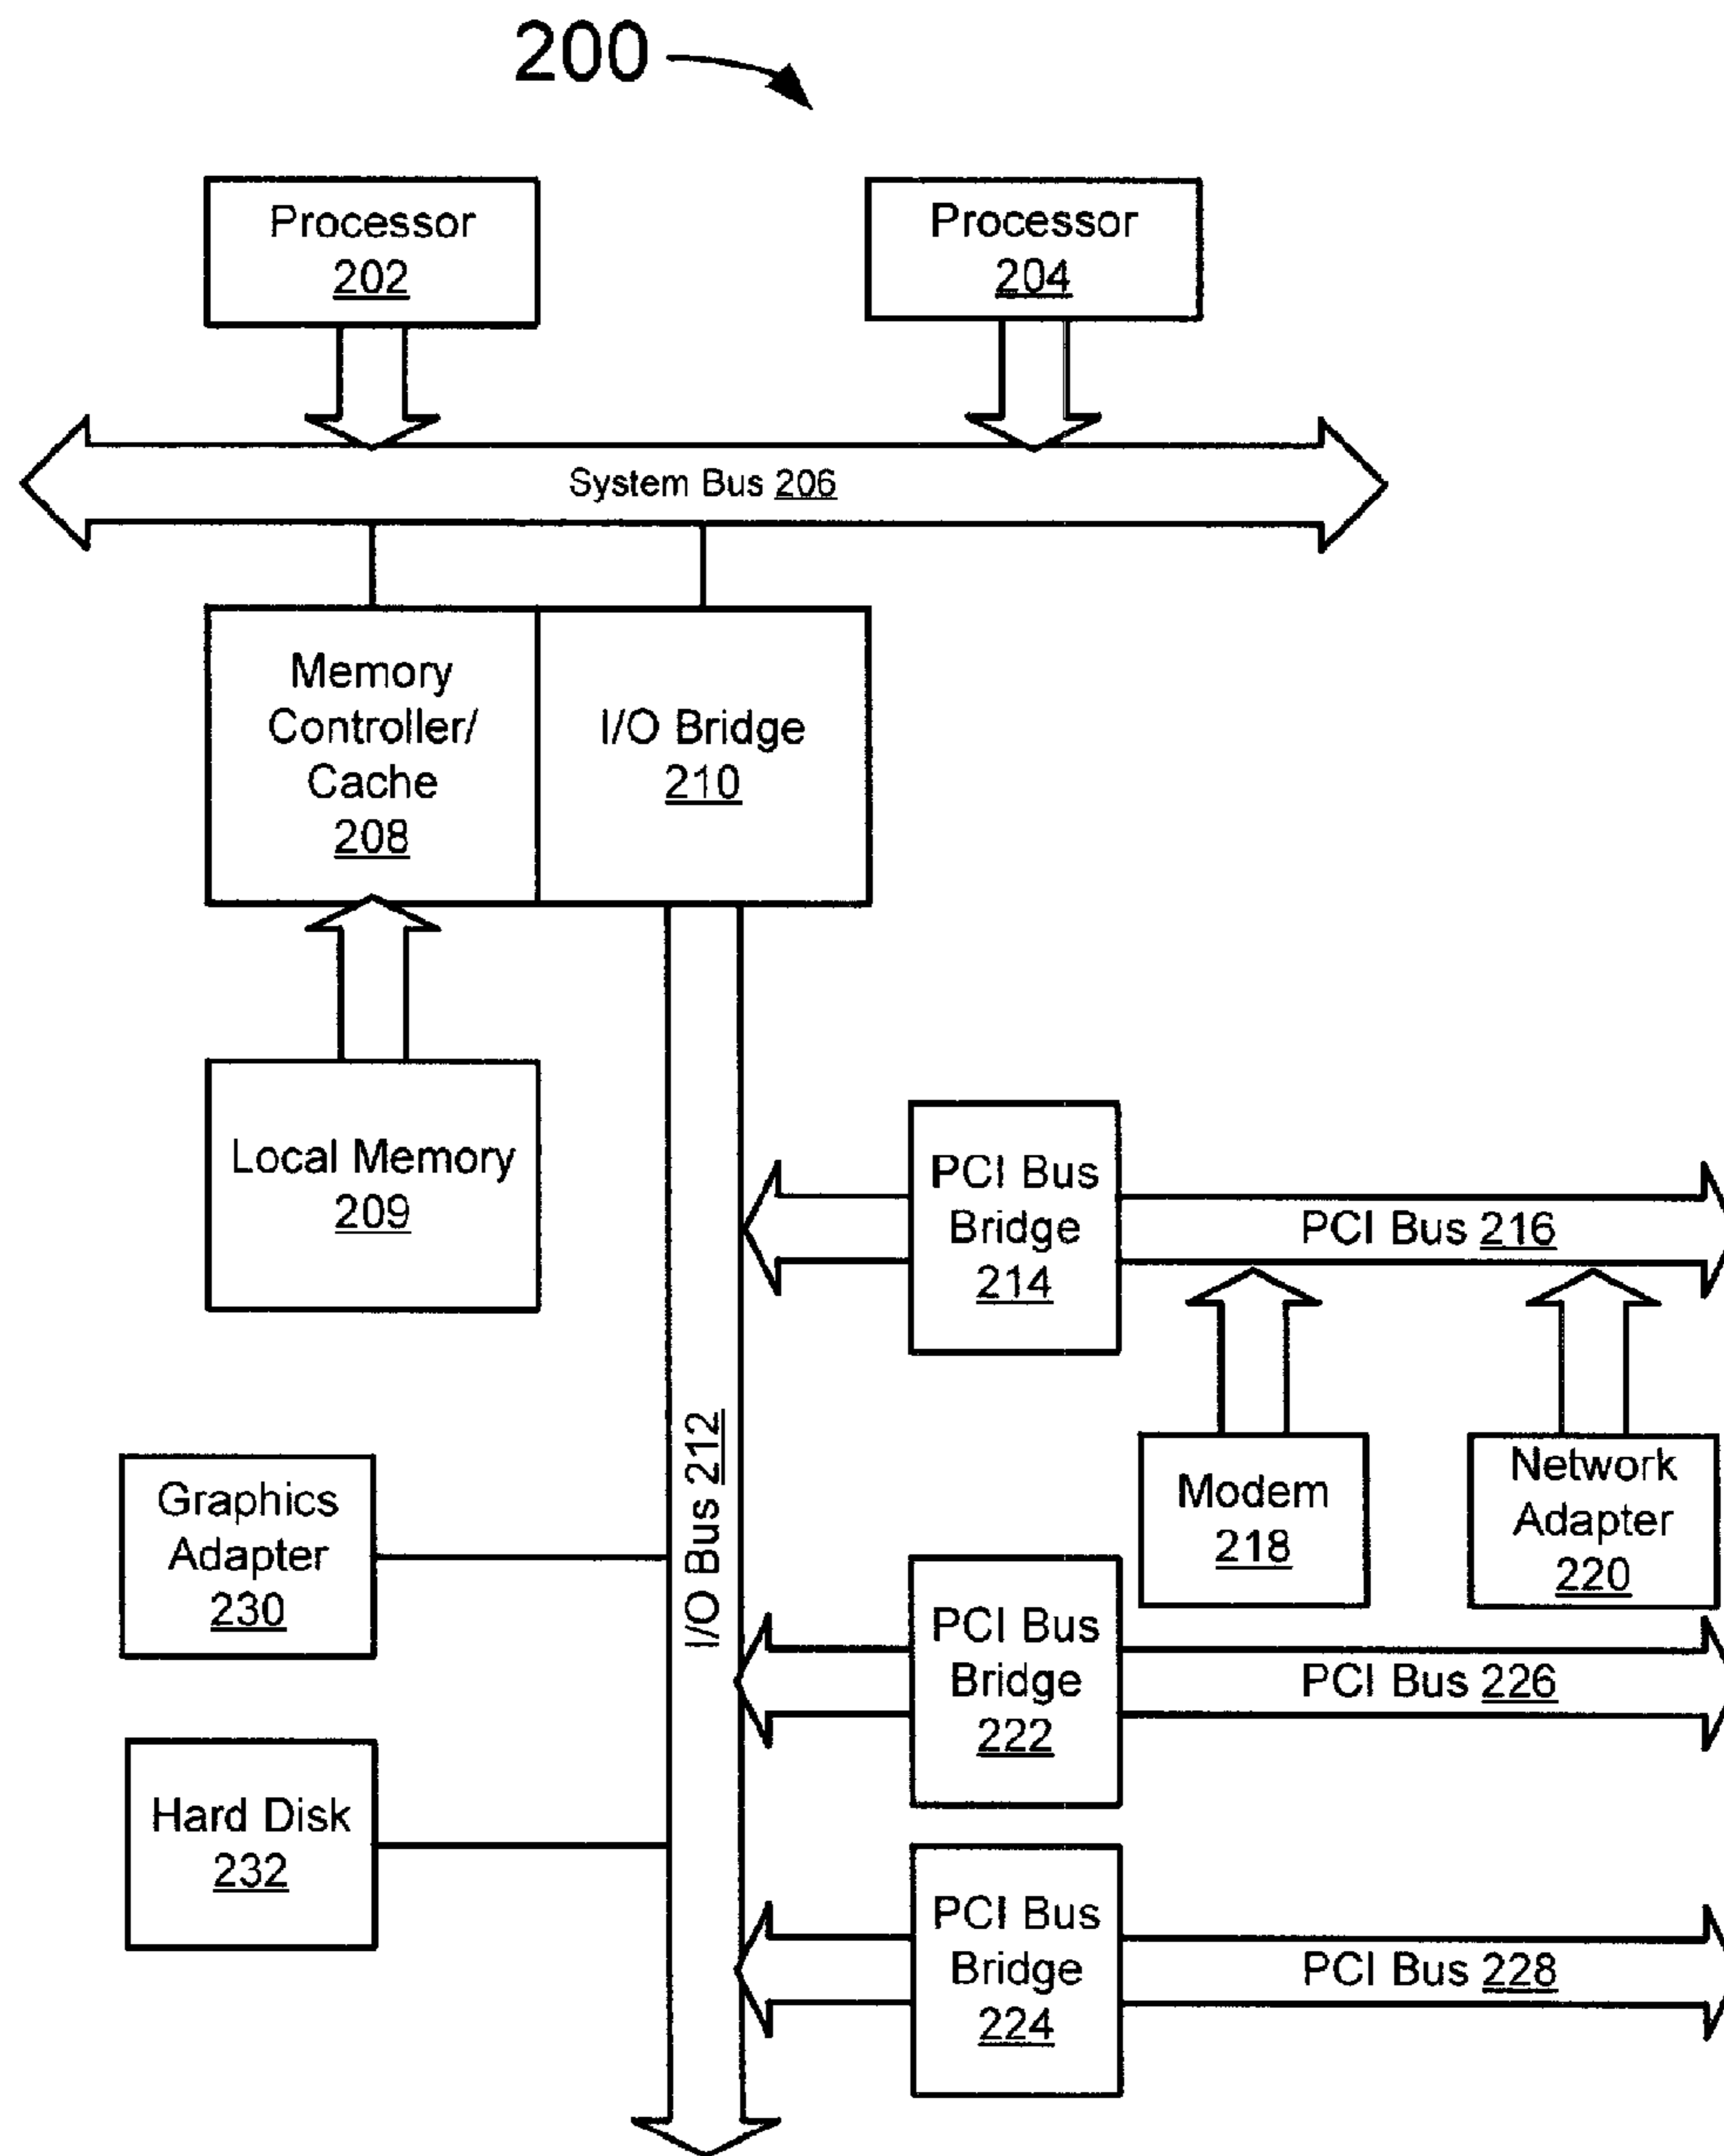 200
Processor
202
Processor
204
System Bus 206
Memory
Controller/
Cache
208
I/O Bridge
210
Local Memory
209
PCI Bus
Bridge
214
PCI Bus 216
I/O Bus 212
Graphics
Adapter
230
Modem
218
Network
Adapter
220
PCI Bus
Bridge
222
PCI Bus 226
Hard Disk
232
PCI Bus
Bridge
224
PCI Bus 228